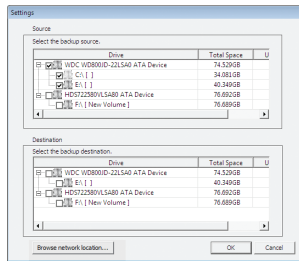 Settings
Source
Select the backup source.
Drive Total Space U
WDC WD800JD-22LSA0 ATA Device 74.529GB
C:\ [ ] 34.081GB
E:\ [ ] 40.349GB
HDS722580VLSA80 ATA Device 76.692GB
F:\ [ New Volume ] 76.689GB
Destination
Select the backup destination.
Drive Total Space U
WDC WD800JD-22LSA0 ATA Device 74.529GB
E:\ [ ] 40.349GB
HDS722580VLSA80 ATA Device 76.692GB
F:\ [ New Volume ] 76.689GB
Browse network location... OK Cancel